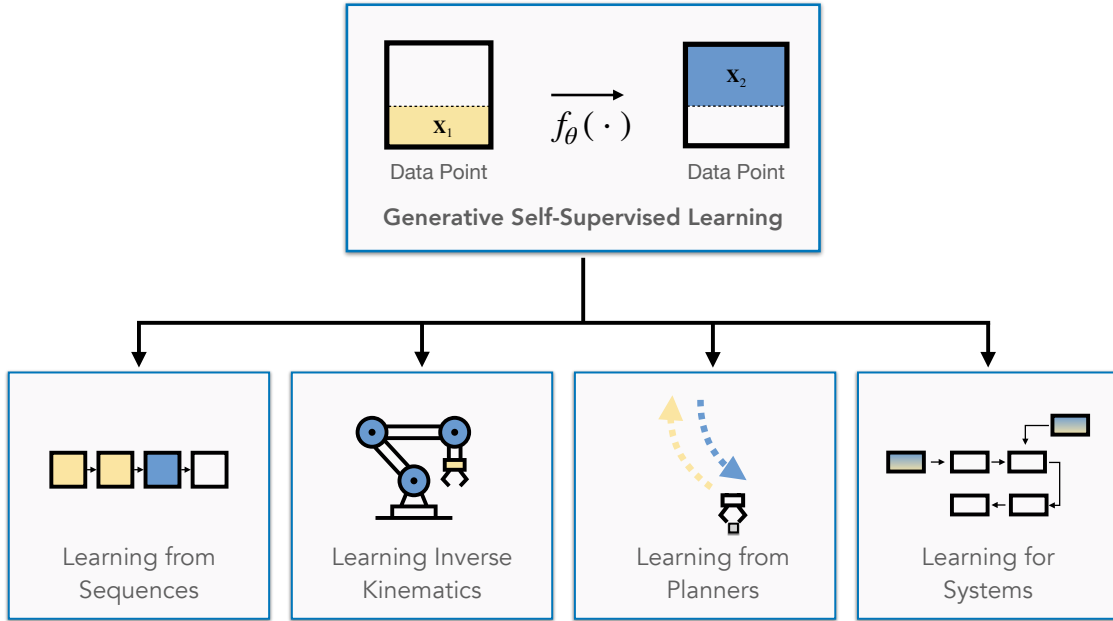 X₁
f_θ(·)
X₂
Data Point
Data Point
Generative Self-Supervised Learning
Learning from
Sequences
Learning Inverse
Kinematics
Learning from
Planners
Learning for
Systems